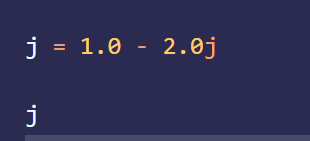 j = 1.0 - 2.0j
j